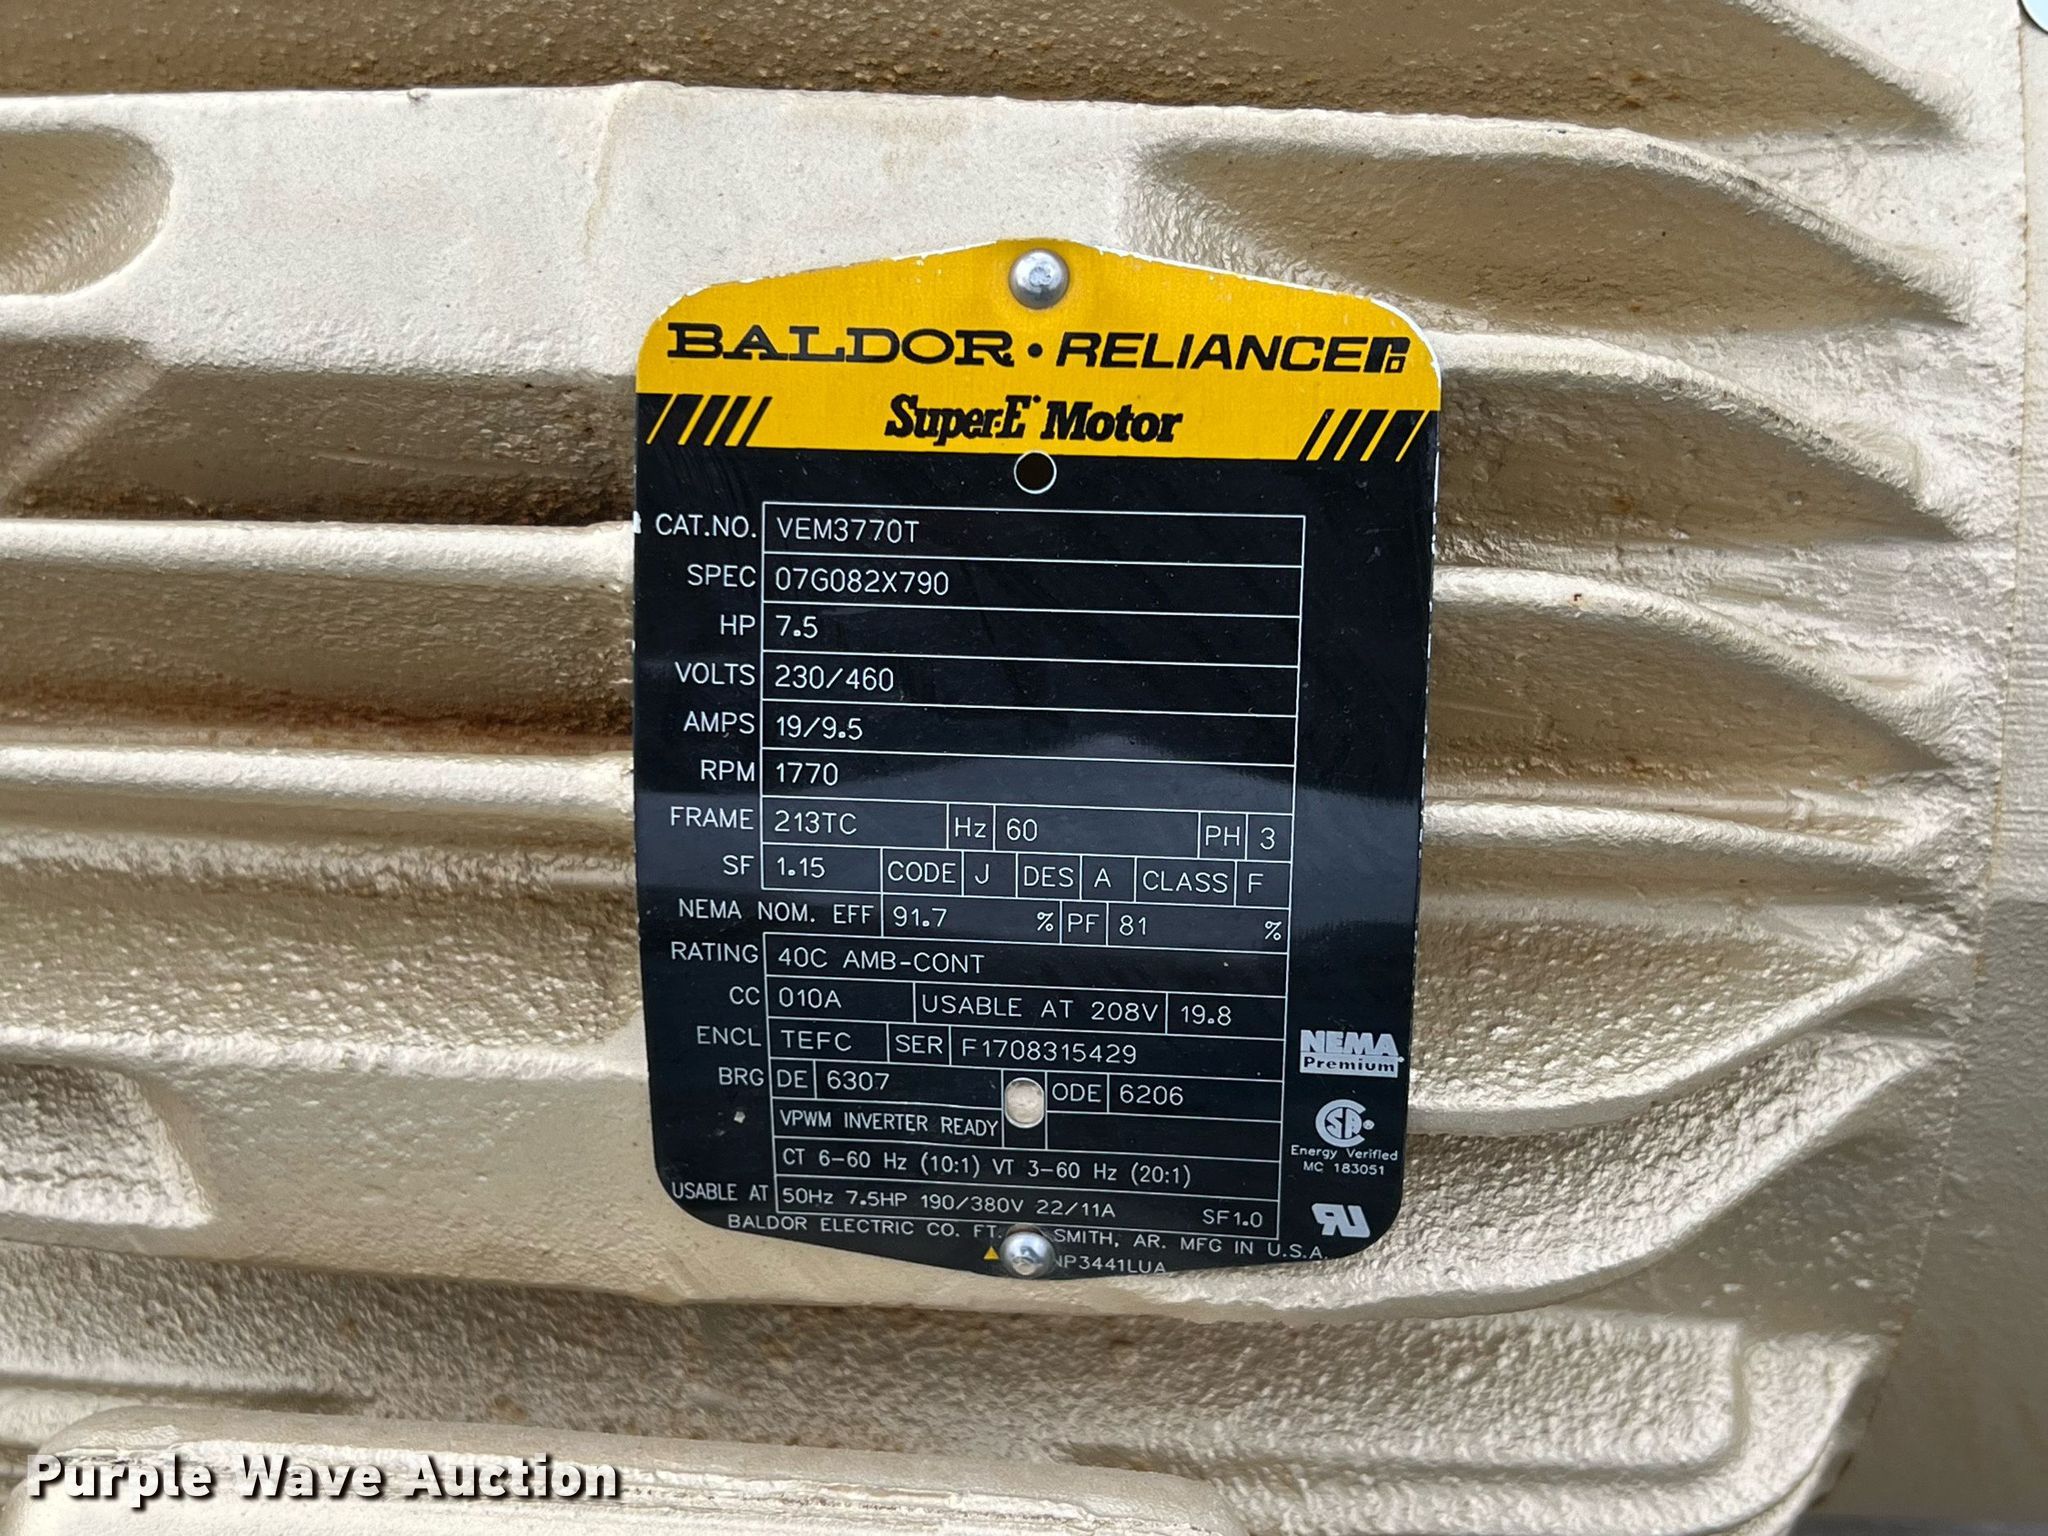 BALDOR • RELIANCE
Super-E Motor
CAT.NO. VEM3770T
SPEC 07G082X790
HP 7.5
VOLTS 230/460
AMPS 19/9.5
RPM 1770
FRAME 213TC Hz 60 PH 3
SF 1.15 CODE J DES A CLASS F
NEMA NOM. EFF 91.7 % PF 81 %
RATING 40C AMB-CONT
CC 010A USABLE AT 208V 19.8
ENCL TEFC SER F1708315429
BRG DE 6307 ODE 6206
VPWM INVERTER READY
CT 6-60 Hz (10:1) VT 3-60 Hz (20:1)
USABLE AT 50Hz 7.5HP 190/380V 22/11A SF1.0
BALDOR ELECTRIC CO. FT. SMITH, AR. MFG IN U.S.A.
NP3441LUA
NEMA
Premium
SA®
Energy Verified
MC 183051
Purple Wave Auction